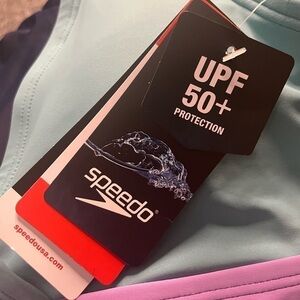 UPF
50+
PROTECTION
speedo
speedousa.com